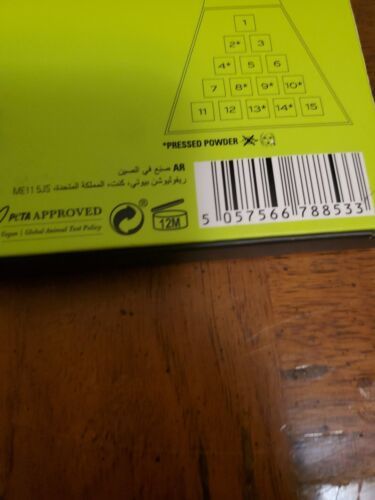 1
2* 3
4* 5 6
7 8* 9* 10*
11 12 13* 14* 15
*PRESSED POWDER
AR صنع في الصين
ريفوليوشن بيوتي، كنت، المملكة المتحدة، ME11 5JS
PETA APPROVED
Vegan | Global Animal Test Policy
®
12M
5 057566 788533